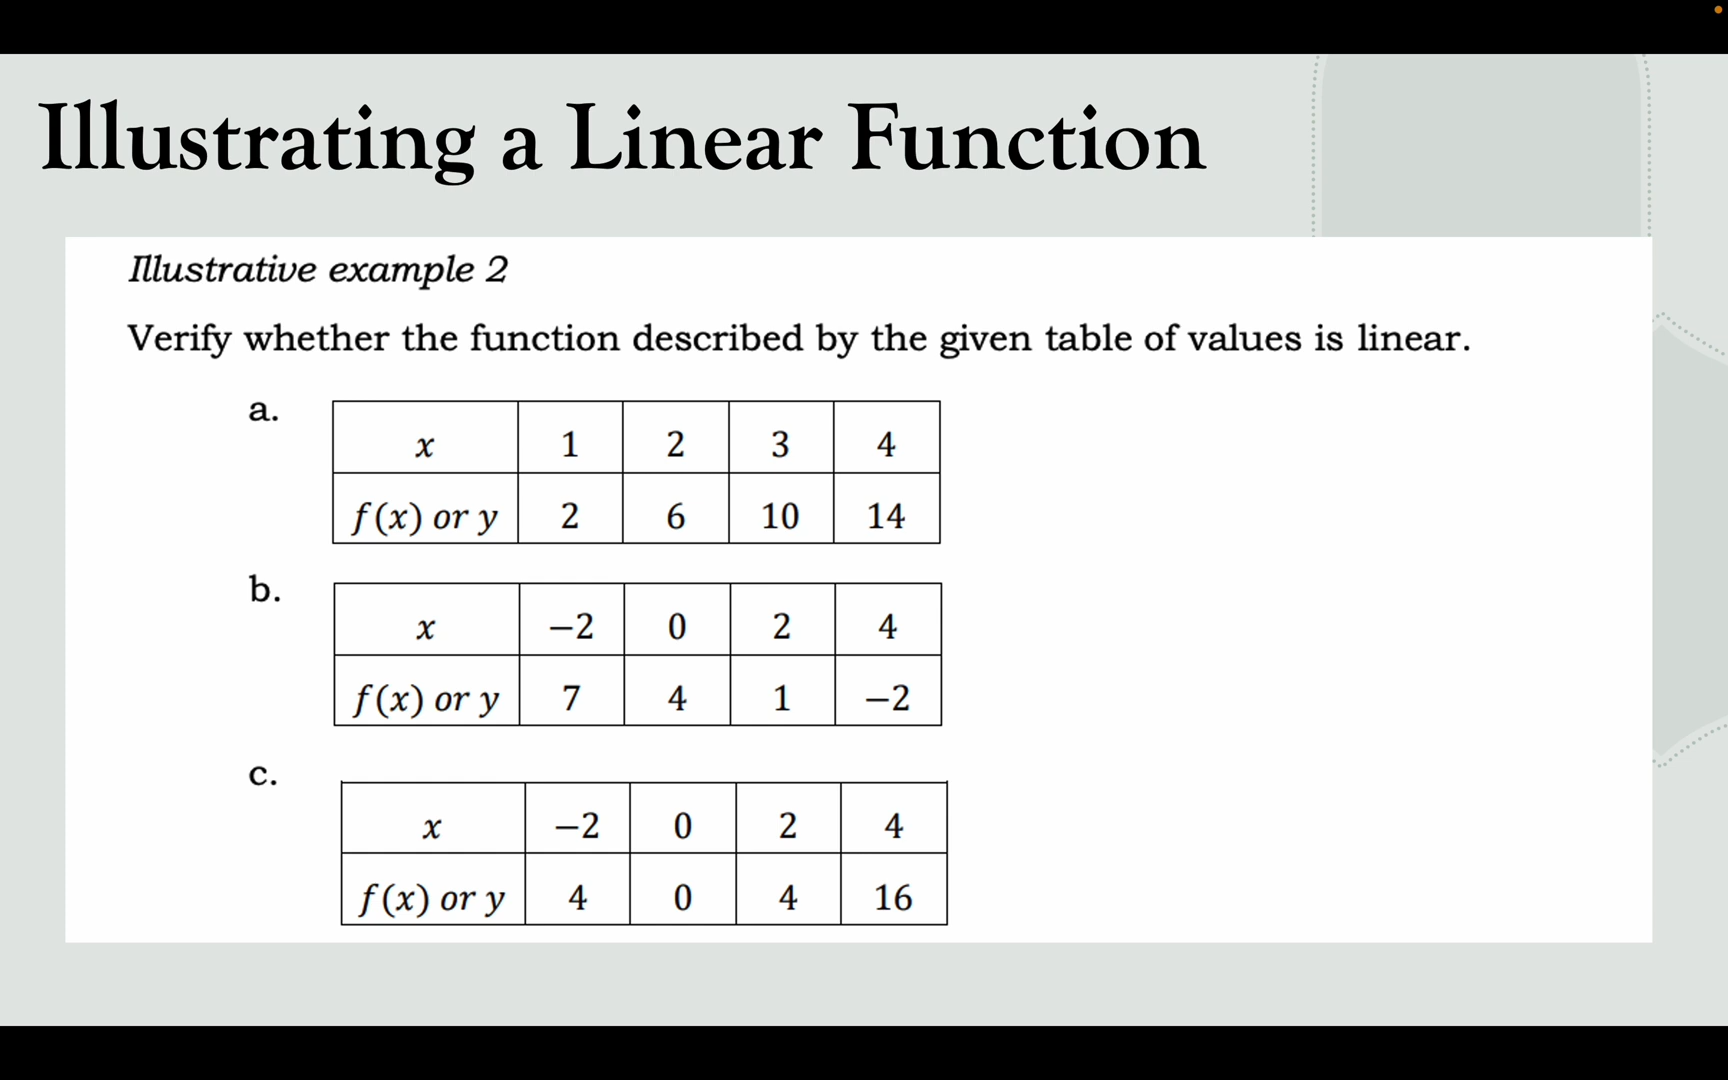 Illustrating a Linear Function
Illustrative example 2
Verify whether the function described by the given table of values is linear.
a.
x 1 2 3 4
f(x) or y 2 6 10 14
b.
x −2 0 2 4
f(x) or y 7 4 1 −2
c.
x −2 0 2 4
f(x) or y 4 0 4 16